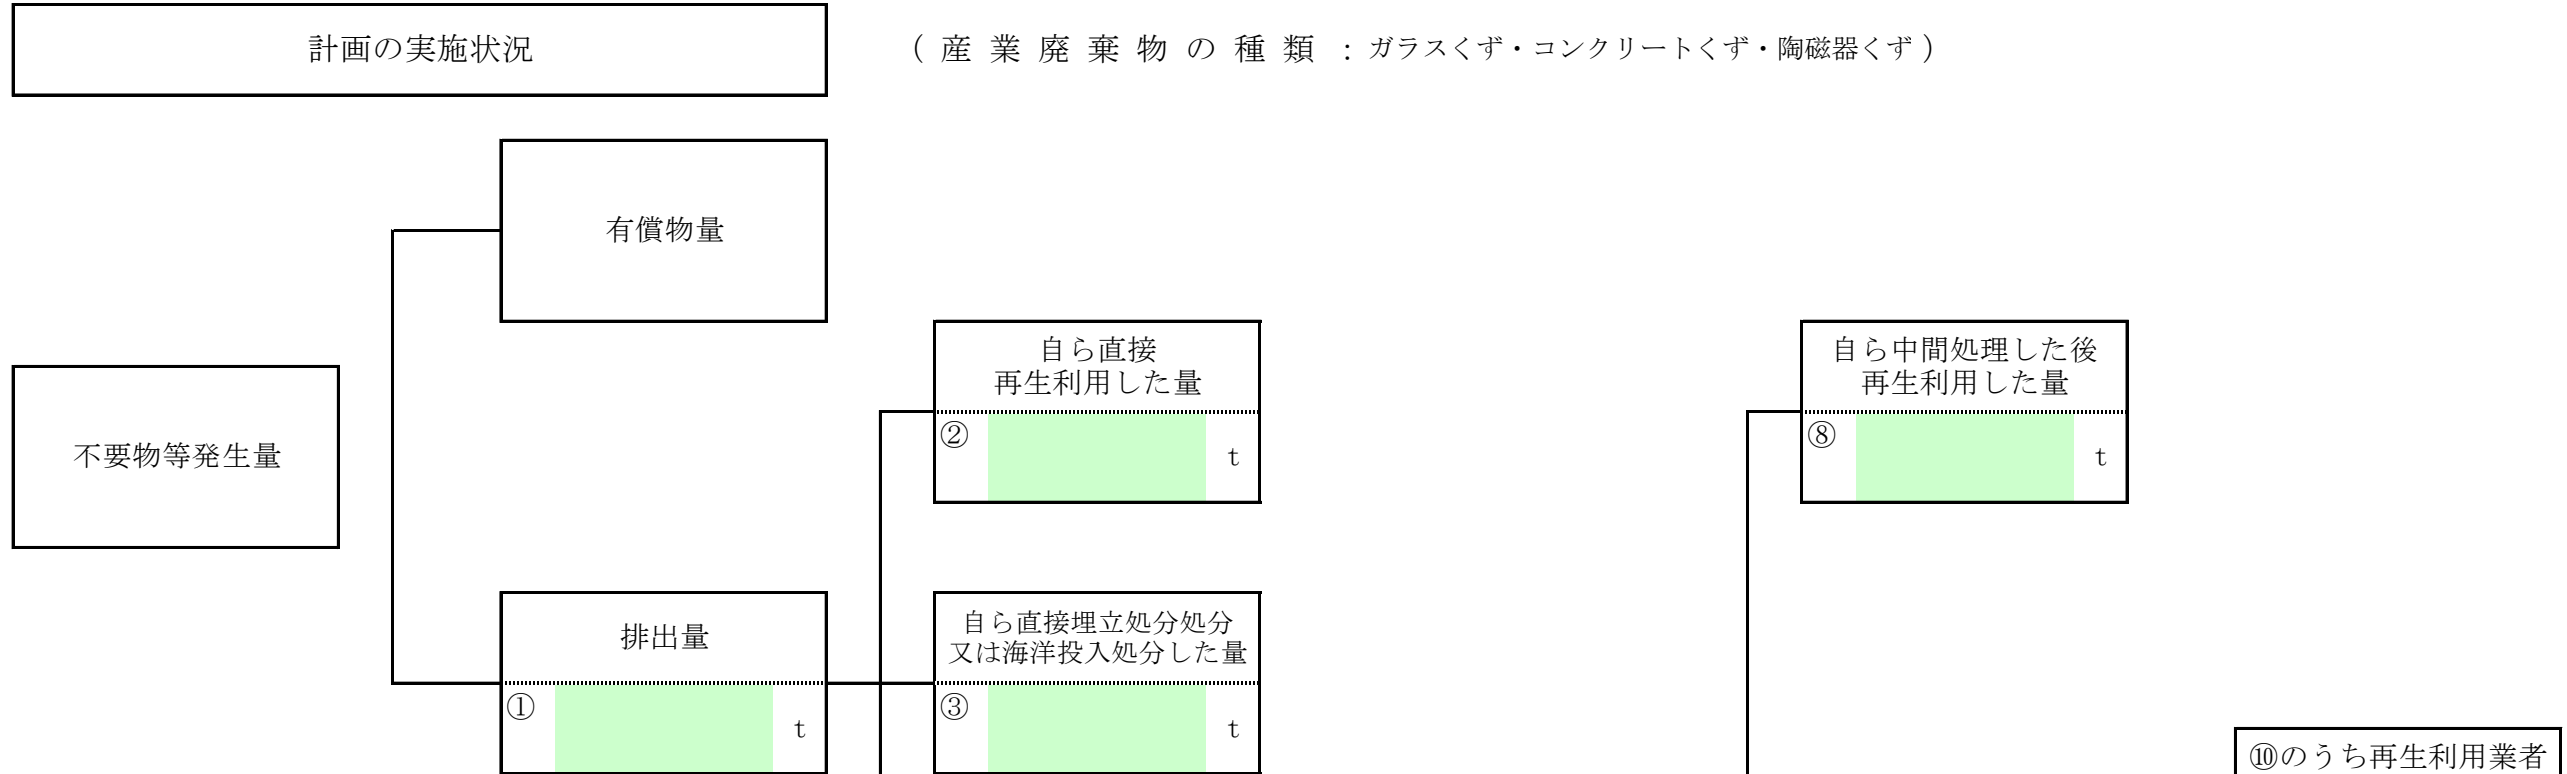 計画の実施状況
( 産 業 廃 棄 物 の 種 類 : ガラスくず・コンクリートくず・陶磁器くず )
有償物量
自ら直接
再生利用した量
② t
自ら中間処理した後
再生利用した量
⑧ t
不要物等発生量
排出量
① t
自ら直接埋立処分処分
又は海洋投入処分した量
③ t
⑩のうち再生利用業者